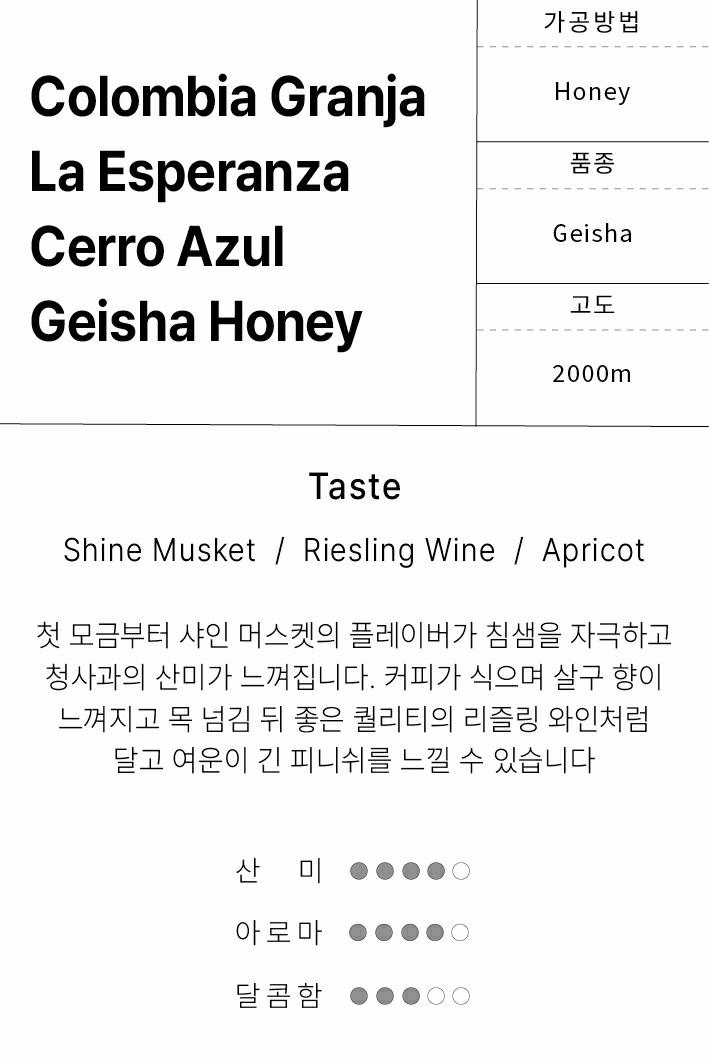 Colombia Granja
La Esperanza
Cerro Azul
Geisha Honey
가공방법
Honey
품종
Geisha
고도
2000m
Taste
Shine Musket / Riesling Wine / Apricot
첫 모금부터 샤인 머스켓의 플레이버가 침샘을 자극하고
청사과의 산미가 느껴집니다. 커피가 식으며 살구 향이
느껴지고 목 넘김 뒤 좋은 퀄리티의 리즐링 와인처럼
달고 여운이 긴 피니쉬를 느낄 수 있습니다
산 미 ●●●●○
아로마 ●●●●○
달콤함 ●●●○○